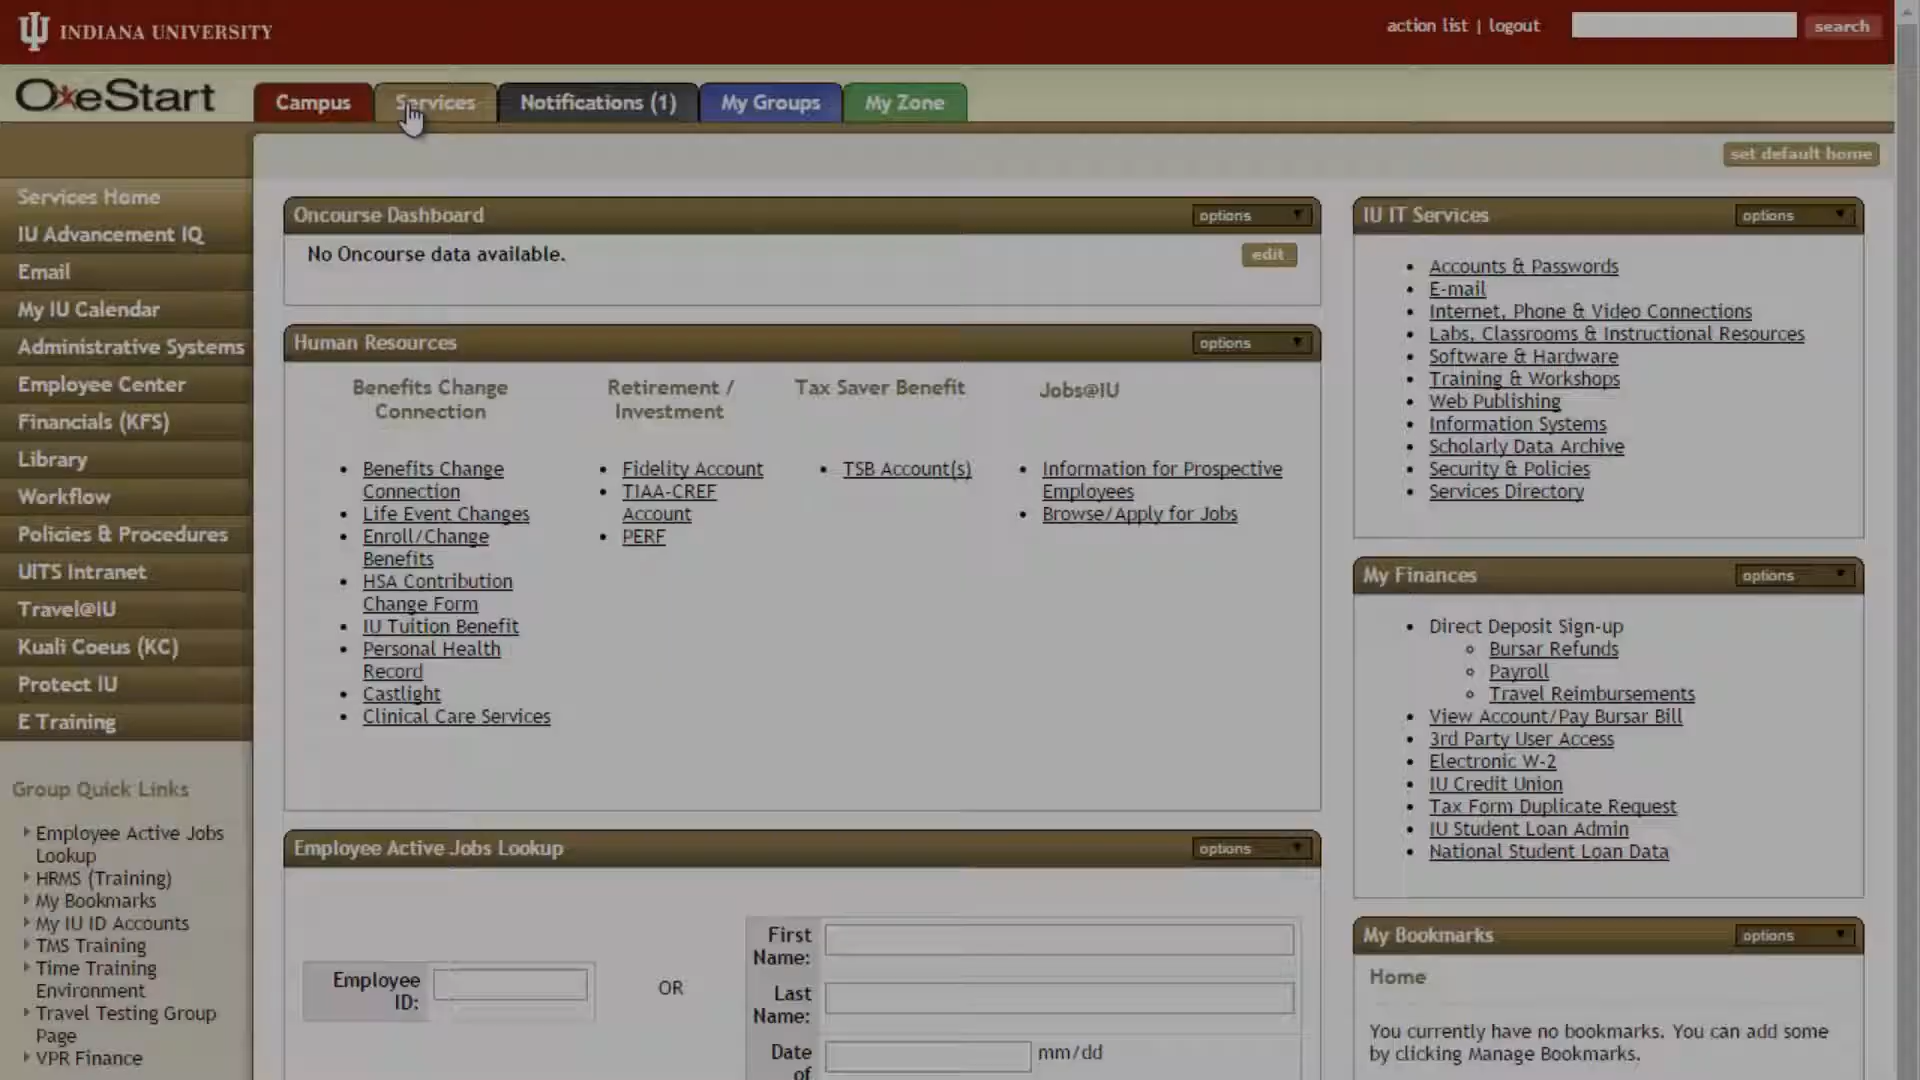 INDIANA UNIVERSITY
action list | logout
search
OneStart
Campus
Services
Notifications (1)
My Groups
My Zone
set default home
Services Home
IU Advancement IQ
Email
My IU Calendar
Administrative Systems
Employee Center
Financials (KFS)
Library
Workflow
Policies & Procedures
UITS Intranet
Travel@IU
Kuali Coeus (KC)
Protect IU
E Training
Group Quick Links
Employee Active Jobs
Lookup
HRMS (Training)
My Bookmarks
My IU ID Accounts
TMS Training
Time Training
Environment
Travel Testing Group
Page
VPR Finance
Oncourse Dashboard
options
No Oncourse data available.
edit
Human Resources
options
Benefits Change
Connection
Benefits Change
Connection
Life Event Changes
Enroll/Change
Benefits
HSA Contribution
Change Form
IU Tuition Benefit
Personal Health
Record
Castlight
Clinical Care Services
Retirement /
Investment
Fidelity Account
TIAA-CREF
Account
PERF
Tax Saver Benefit
TSB Account(s)
Jobs@IU
Information for Prospective
Employees
Browse/Apply for Jobs
Employee Active Jobs Lookup
options
Employee
ID:
OR
First
Name:
Last
Name:
Date
of
mm/dd
IU IT Services
options
Accounts & Passwords
E-mail
Internet, Phone & Video Connections
Labs, Classrooms & Instructional Resources
Software & Hardware
Training & Workshops
Web Publishing
Information Systems
Scholarly Data Archive
Security & Policies
Services Directory
My Finances
options
Direct Deposit Sign-up
Bursar Refunds
Payroll
Travel Reimbursements
View Account/Pay Bursar Bill
3rd Party User Access
Electronic W-2
IU Credit Union
Tax Form Duplicate Request
IU Student Loan Admin
National Student Loan Data
My Bookmarks
options
Home
You currently have no bookmarks. You can add some
by clicking Manage Bookmarks.